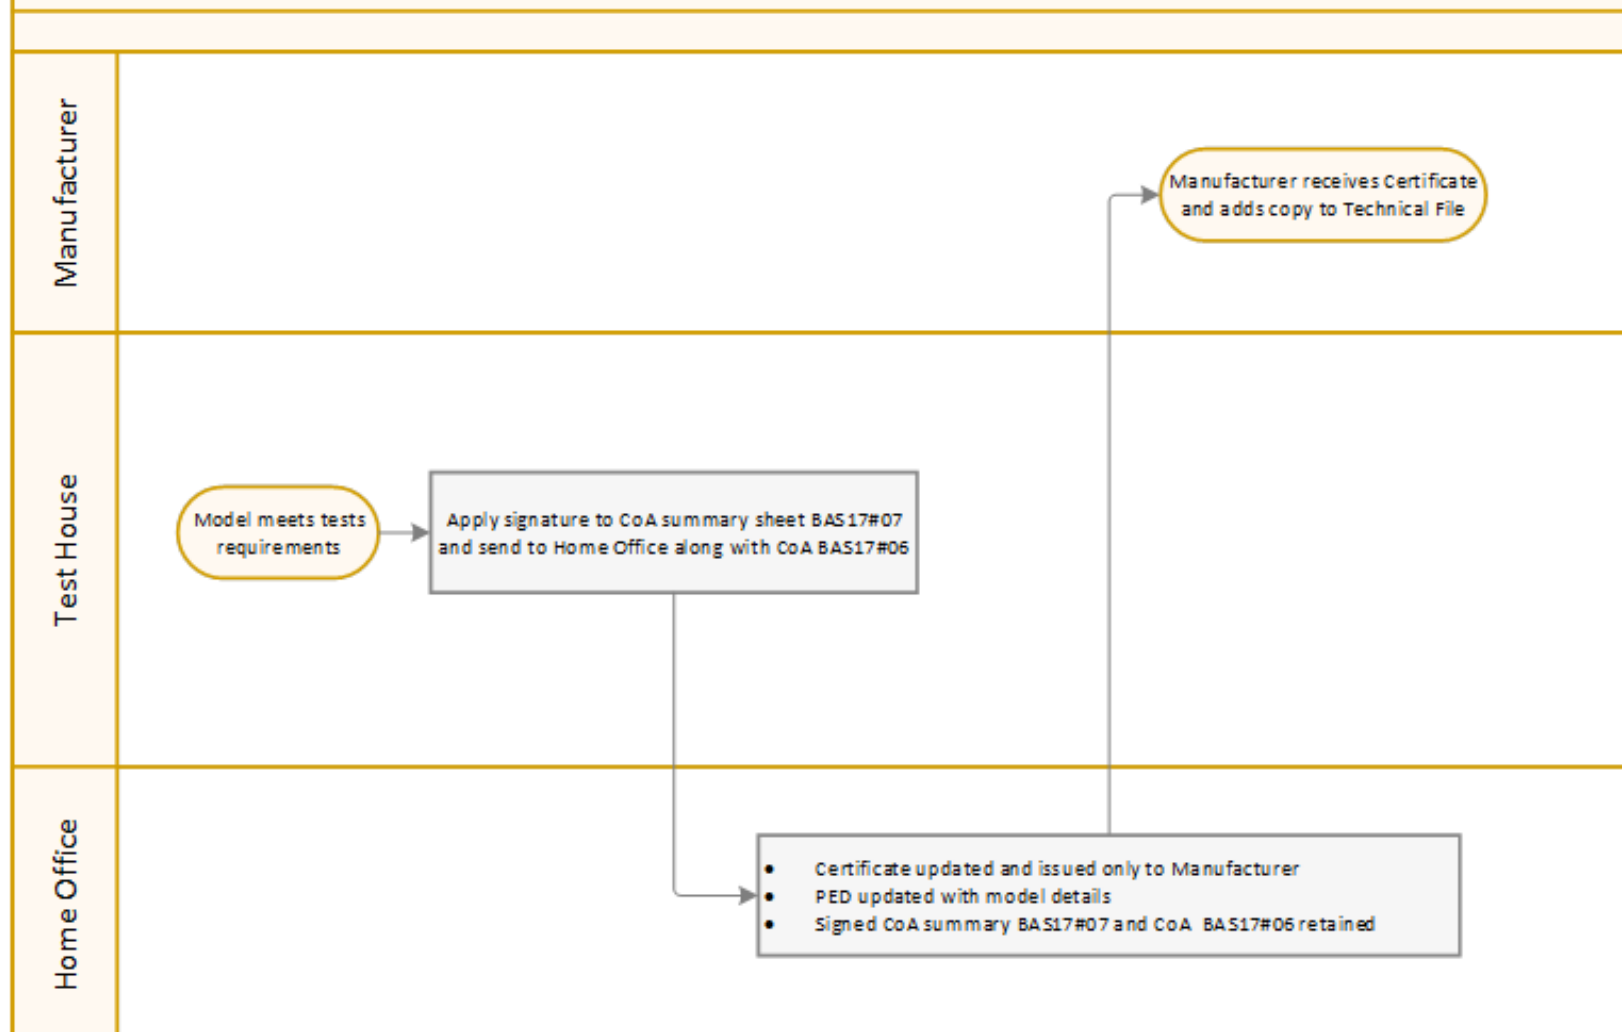 Manufacturer
Manufacturer receives Certificate
and adds copy to Technical File
Test House
Model meets tests
requirements
Apply signature to CoA summary sheet BAS17#07
and send to Home Office along with CoA BAS17#06
Home Office
• Certificate updated and issued only to Manufacturer
• PED updated with model details
• Signed CoA summary BAS17#07 and CoA BAS17#06 retained